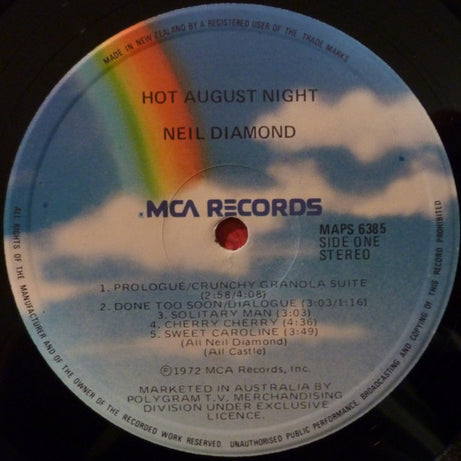 MADE IN NEW ZEALAND BY A REGISTERED USER OF THE TRADE MARKS
HOT AUGUST NIGHT
NEIL DIAMOND
MCA RECORDS
MAPS 6385
SIDE ONE
STEREO
1. PROLOGUE/CRUNCHY GRANOLA SUITE
(2:58/4:08)
2. DONE TOO SOON/DIALOGUE (3:03/1:16)
3. SOLITARY MAN (3:03)
4. CHERRY CHERRY (4:36)
5. SWEET CAROLINE (3:49)
(All Neil Diamond)
(All Castle)
Ⓟ1972 MCA Records, Inc.
MARKETED IN AUSTRALIA BY
POLYGRAM T.V. MERCHANDISING
DIVISION UNDER EXCLUSIVE
LICENCE.
ALL RIGHTS OF THE MANUFACTURER AND OF THE OWNER OF THE RECORDED WORK RESERVED. UNAUTHORISED PUBLIC PERFORMANCE, BROADCASTING AND COPYING OF THIS RECORD PROHIBITED